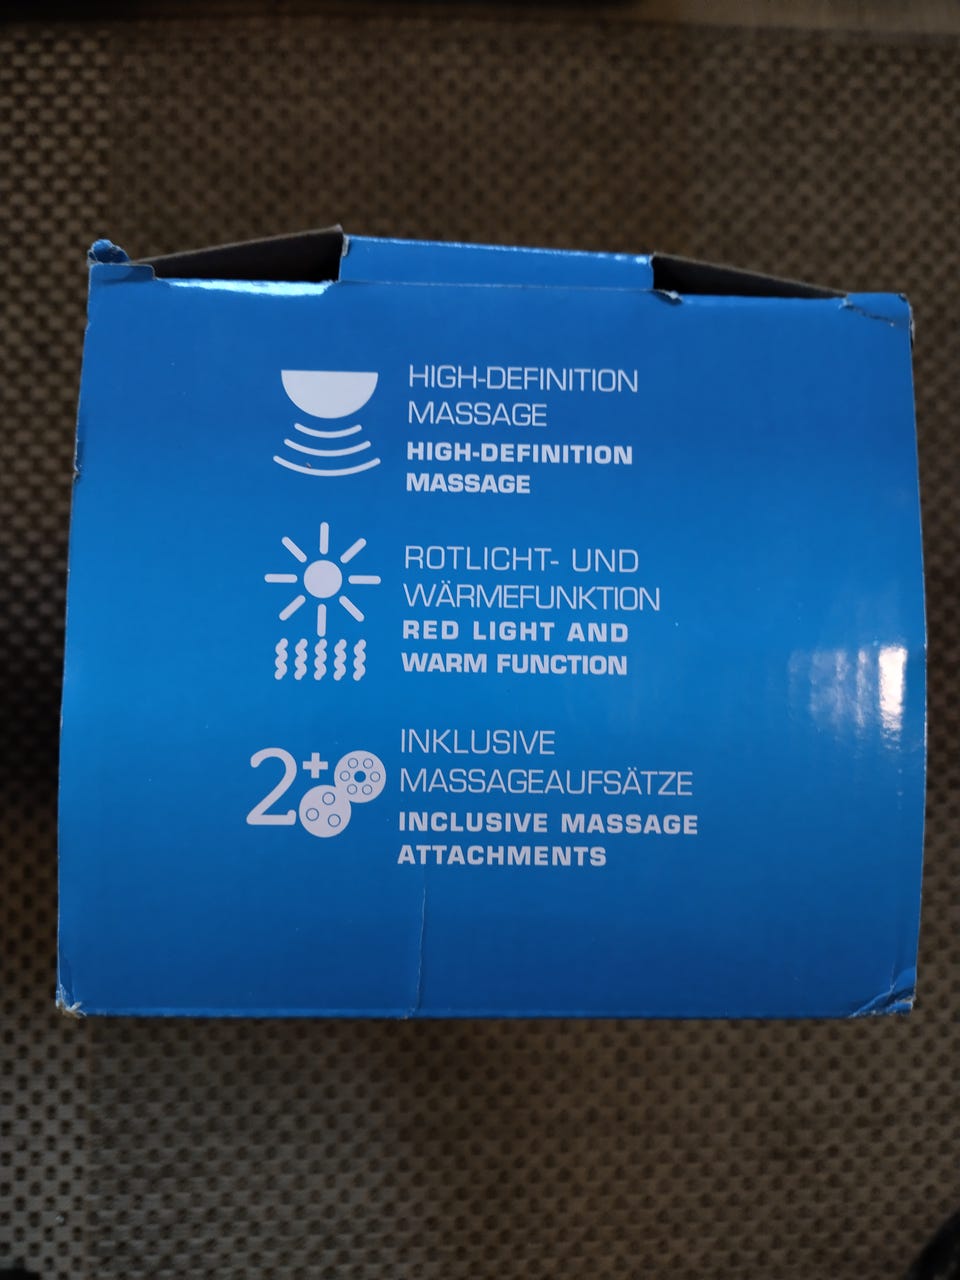 HIGH-DEFINITION
MASSAGE
HIGH-DEFINITION
MASSAGE
ROTLICHT- UND
WÄRMEFUNKTION
RED LIGHT AND
WARM FUNCTION
2+
INKLUSIVE
MASSAGEAUFSÄTZE
INCLUSIVE MASSAGE
ATTACHMENTS